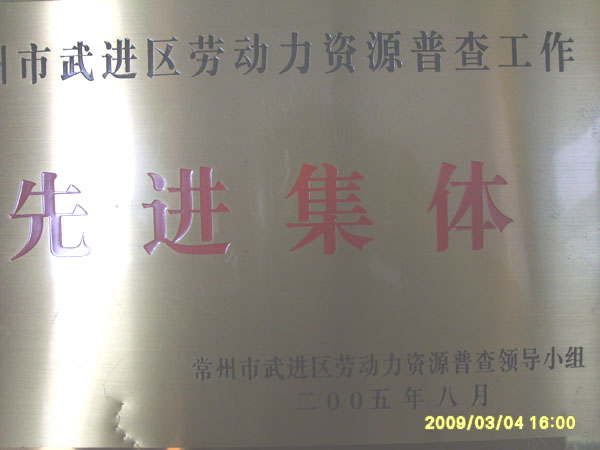 州市武进区劳动力资源普查工作
先进集体
常州市武进区劳动力资源普查领导小组
二00五年八月
2009/03/04 16:00